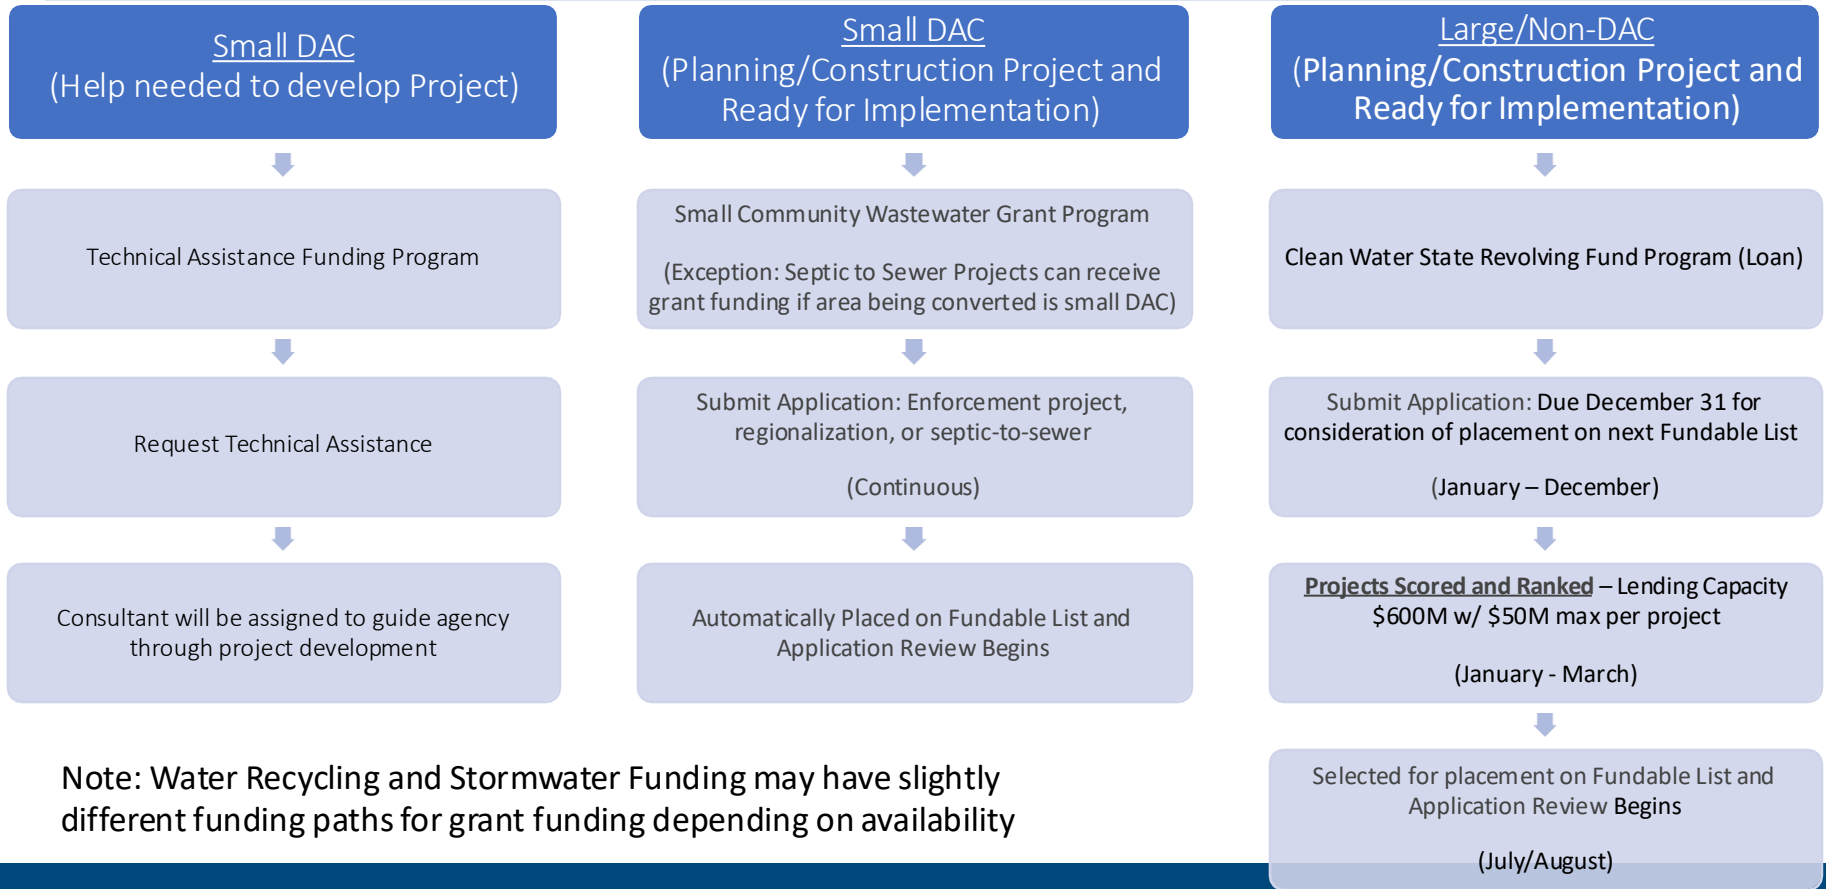 Small DAC
(Help needed to develop Project)
Technical Assistance Funding Program
Request Technical Assistance
Consultant will be assigned to guide agency
through project development
Small DAC
(Planning/Construction Project and
Ready for Implementation)
Small Community Wastewater Grant Program
(Exception: Septic to Sewer Projects can receive
grant funding if area being converted is small DAC)
Submit Application: Enforcement project,
regionalization, or septic-to-sewer
(Continuous)
Automatically Placed on Fundable List and
Application Review Begins
Large/Non-DAC
(Planning/Construction Project and
Ready for Implementation)
Clean Water State Revolving Fund Program (Loan)
Submit Application: Due December 31 for
consideration of placement on next Fundable List
(January – December)
Projects Scored and Ranked – Lending Capacity
$600M w/ $50M max per project
(January - March)
Selected for placement on Fundable List and
Application Review Begins
(July/August)
Note: Water Recycling and Stormwater Funding may have slightly
different funding paths for grant funding depending on availability